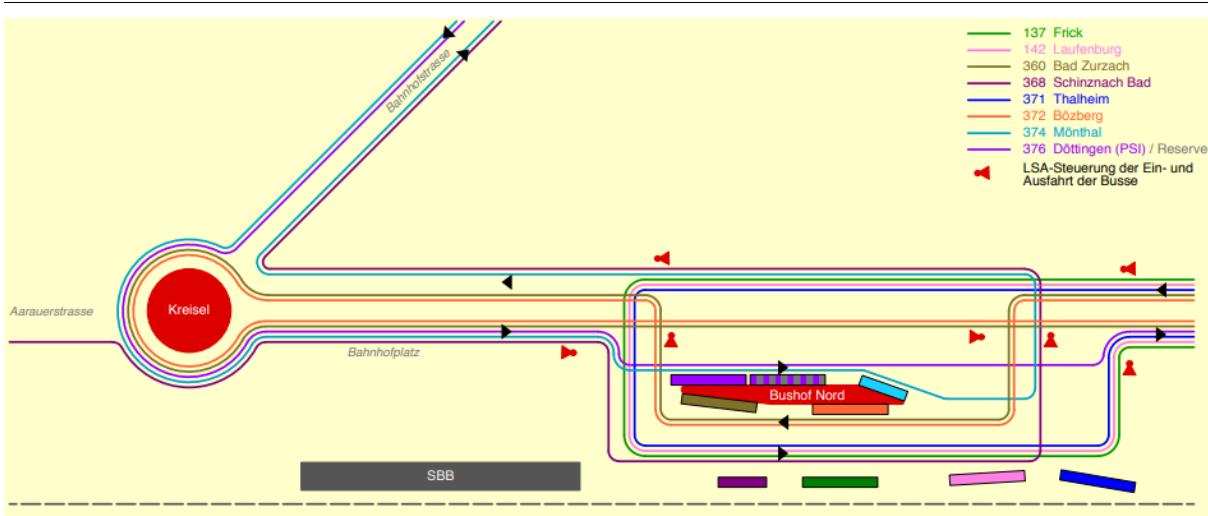 137 Frick
142 Laufenburg
360 Bad Zurzach
368 Schinznach Bad
371 Thalheim
372 Bözberg
374 Mönthal
376 Döttingen (PSI) / Reserve
LSA-Steuerung der Ein- und
Ausfahrt der Busse
Bahnhofstrasse
Kreisel
Aarauerstrasse
Bahnhofplatz
Bushof Nord
SBB